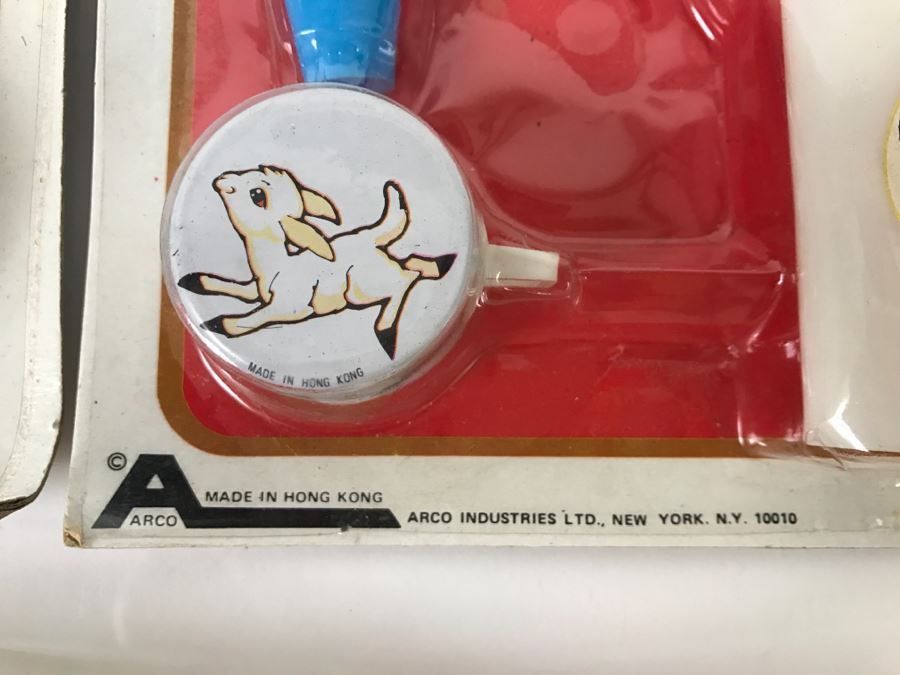 MADE IN HONG KONG
©
ARCO
MADE IN HONG KONG
ARCO INDUSTRIES LTD., NEW YORK. N.Y. 10010